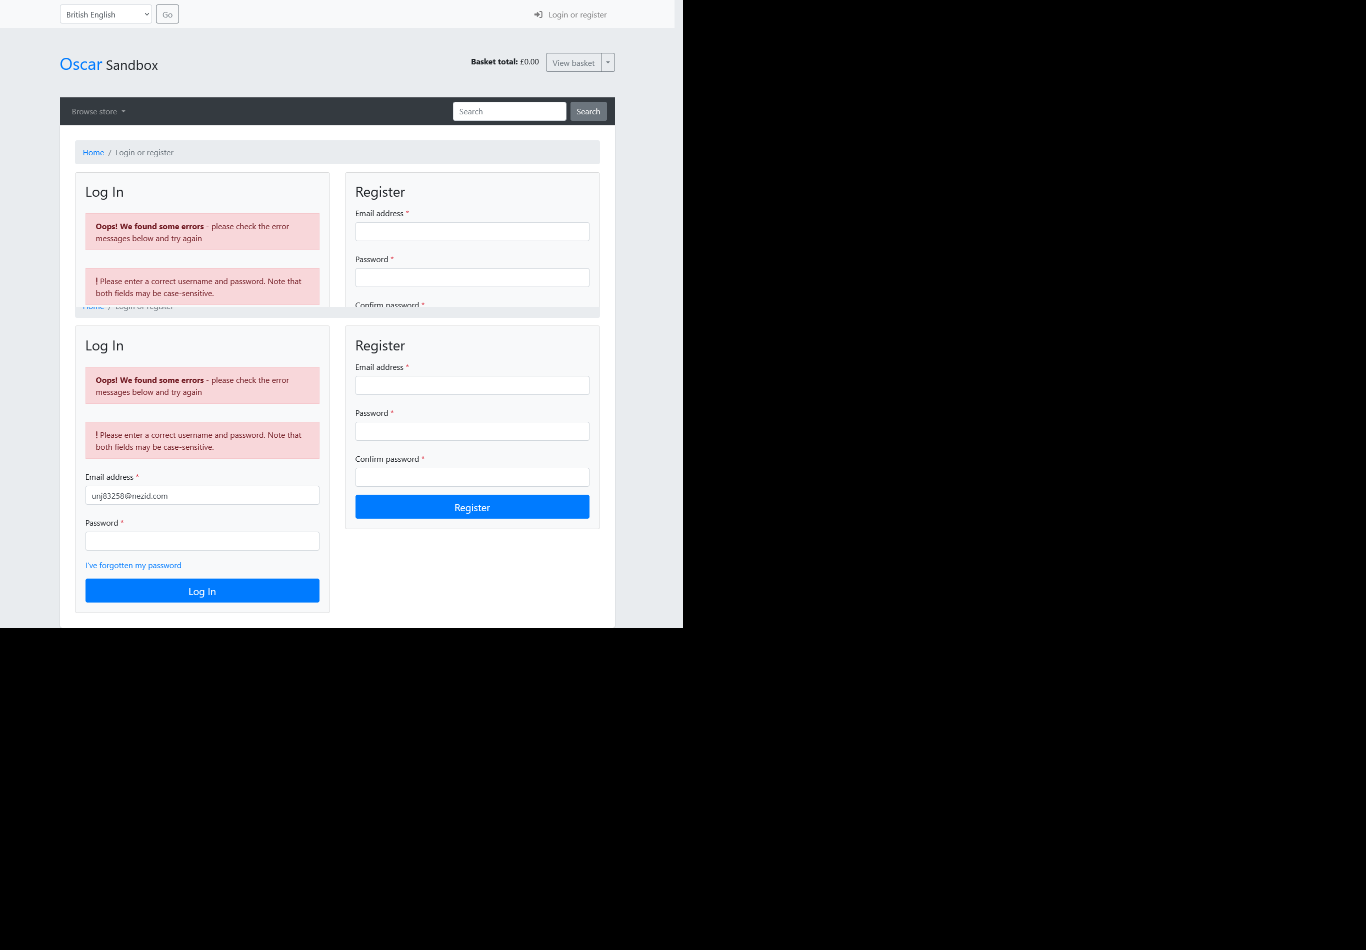 British English
Go
Login or register
Oscar Sandbox
Basket total: £0.00
View basket
Browse store
Search
Search
Home / Login or register
Log In
Oops! We found some errors - please check the error
messages below and try again
! Please enter a correct username and password. Note that
both fields may be case-sensitive.
Register
Email address *
Password *
Confirm password *
Home / Login or register
Log In
Oops! We found some errors - please check the error
messages below and try again
! Please enter a correct username and password. Note that
both fields may be case-sensitive.
Email address *
unj83258@nezid.com
Password *
I've forgotten my password
Log In
Register
Email address *
Password *
Confirm password *
Register